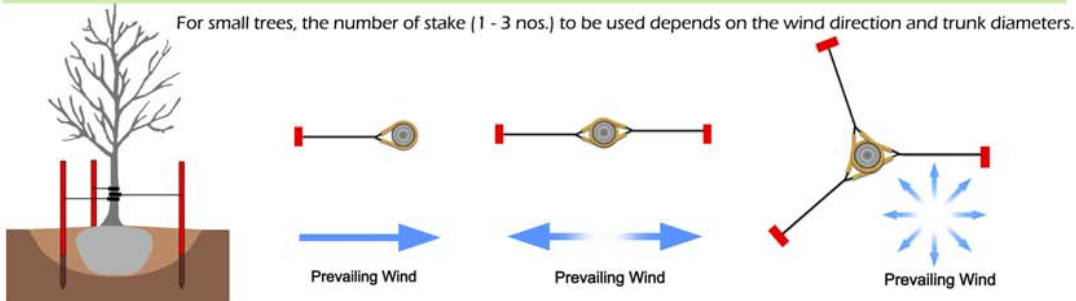 For small trees, the number of stake (1 - 3 nos.) to be used depends on the wind direction and trunk diameters.
Prevailing Wind
Prevailing Wind
Prevailing Wind